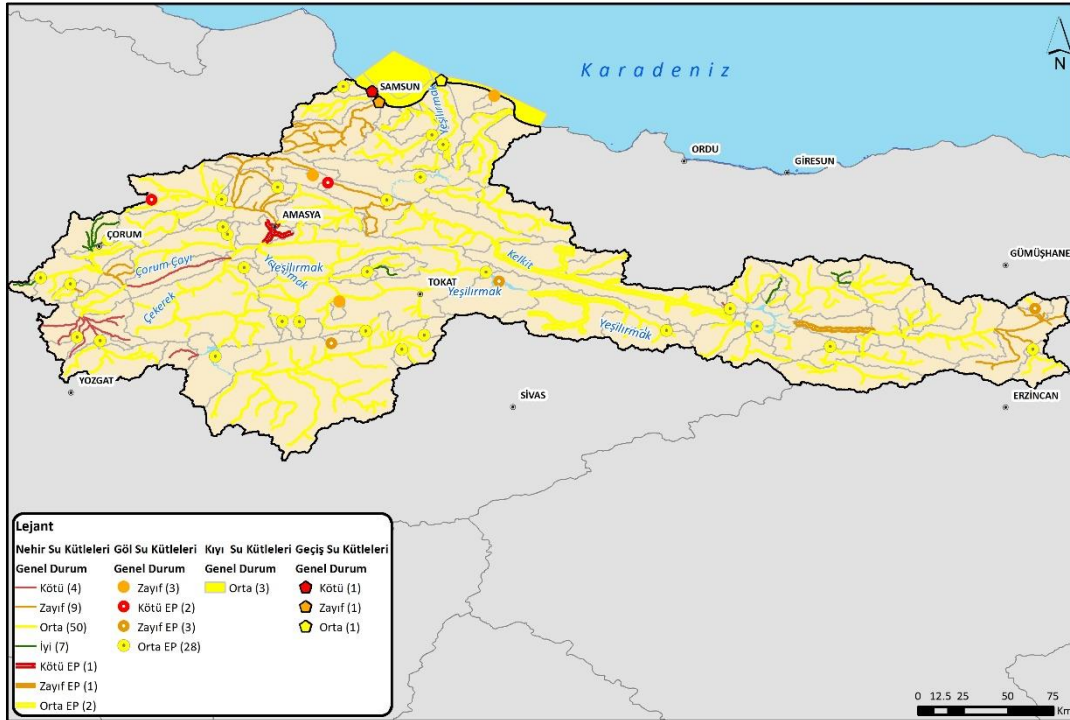 Karadeniz
N
SAMSUN
Yeşilırmak
ORDU
GİRESUN
AMASYA
ÇORUM
Çorum Çayı
Yeşilırmak
Kelkit
GÜMÜŞHANE
TOKAT
Çekerek
Yeşilırmak
Yeşilırmak
YOZGAT
SİVAS
ERZİNCAN
Lejant
Nehir Su Kütleleri Göl Su Kütleleri Kıyı Su Kütleleri Geçiş Su Kütleleri
Genel Durum Genel Durum Genel Durum Genel Durum
Kötü (4) Zayıf (3) Orta (3) Kötü (1)
Zayıf (9) Kötü EP (2) Zayıf (1)
Orta (50) Zayıf EP (3) Orta (1)
İyi (7) Orta EP (28)
Kötü EP (1)
Zayıf EP (1)
Orta EP (2)
0 12.5 25 50 75
Km